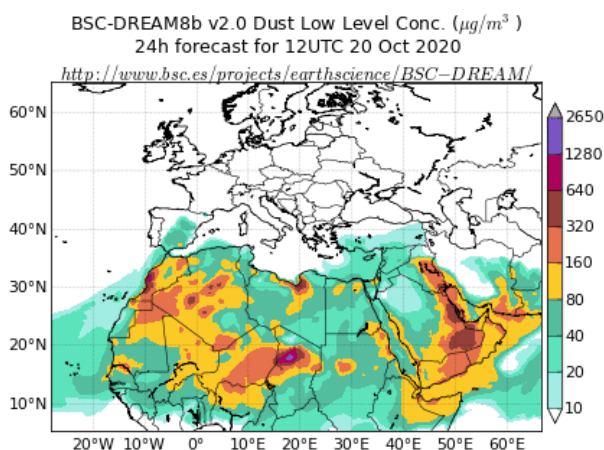 BSC-DREAM8b v2.0 Dust Low Level Conc. (μg/m³ )
24h forecast for 12UTC 20 Oct 2020
http://www.bsc.es/projects/earthscience/BSC−DREAM/
60°N
50°N
40°N
30°N
20°N
10°N
20°W 10°W 0° 10°E 20°E 30°E 40°E 50°E 60°E
2650
1280
640
320
160
80
40
20
10